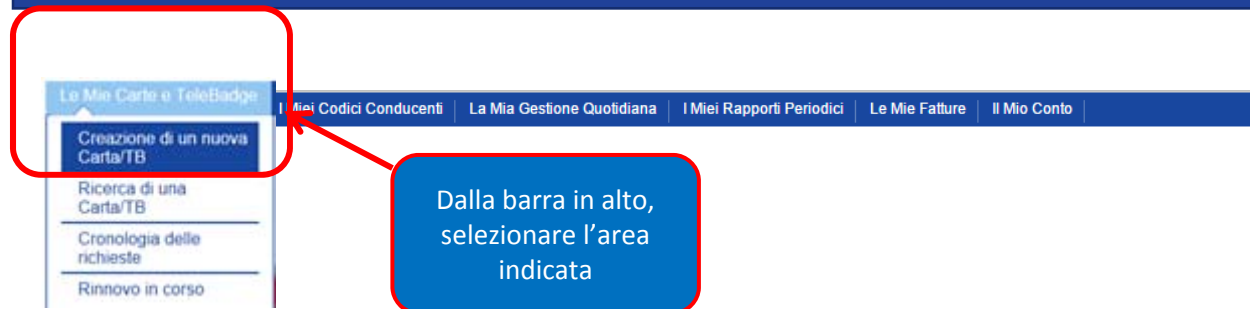 Le Mie Carte e TeleBadge
I Miei Codici Conducenti
La Mia Gestione Quotidiana
I Miei Rapporti Periodici
Le Mie Fatture
Il Mio Conto
Creazione di un nuova
Carta/TB
Ricerca di una
Carta/TB
Cronologia delle
richieste
Rinnovo in corso
Dalla barra in alto,
selezionare l’area
indicata